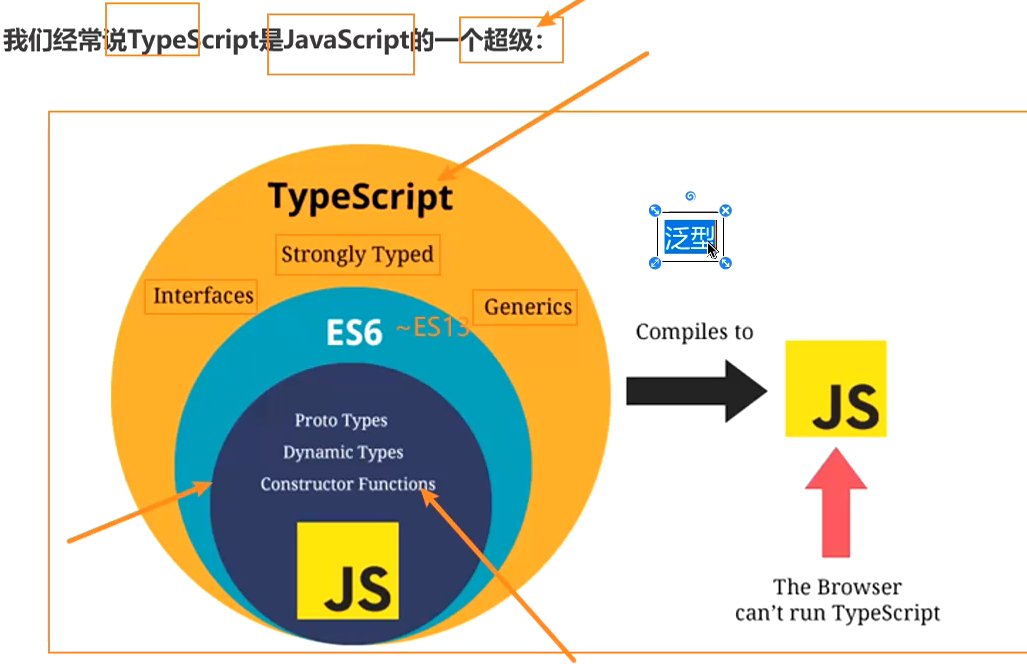 我们经常说TypeScript是JavaScript的一个超级：
TypeScript
泛型
Strongly Typed
Interfaces
Generics
ES6 ~ES13
Compiles to
JS
Proto Types
Dynamic Types
Constructor Functions
JS
The Browser
can’t run TypeScript